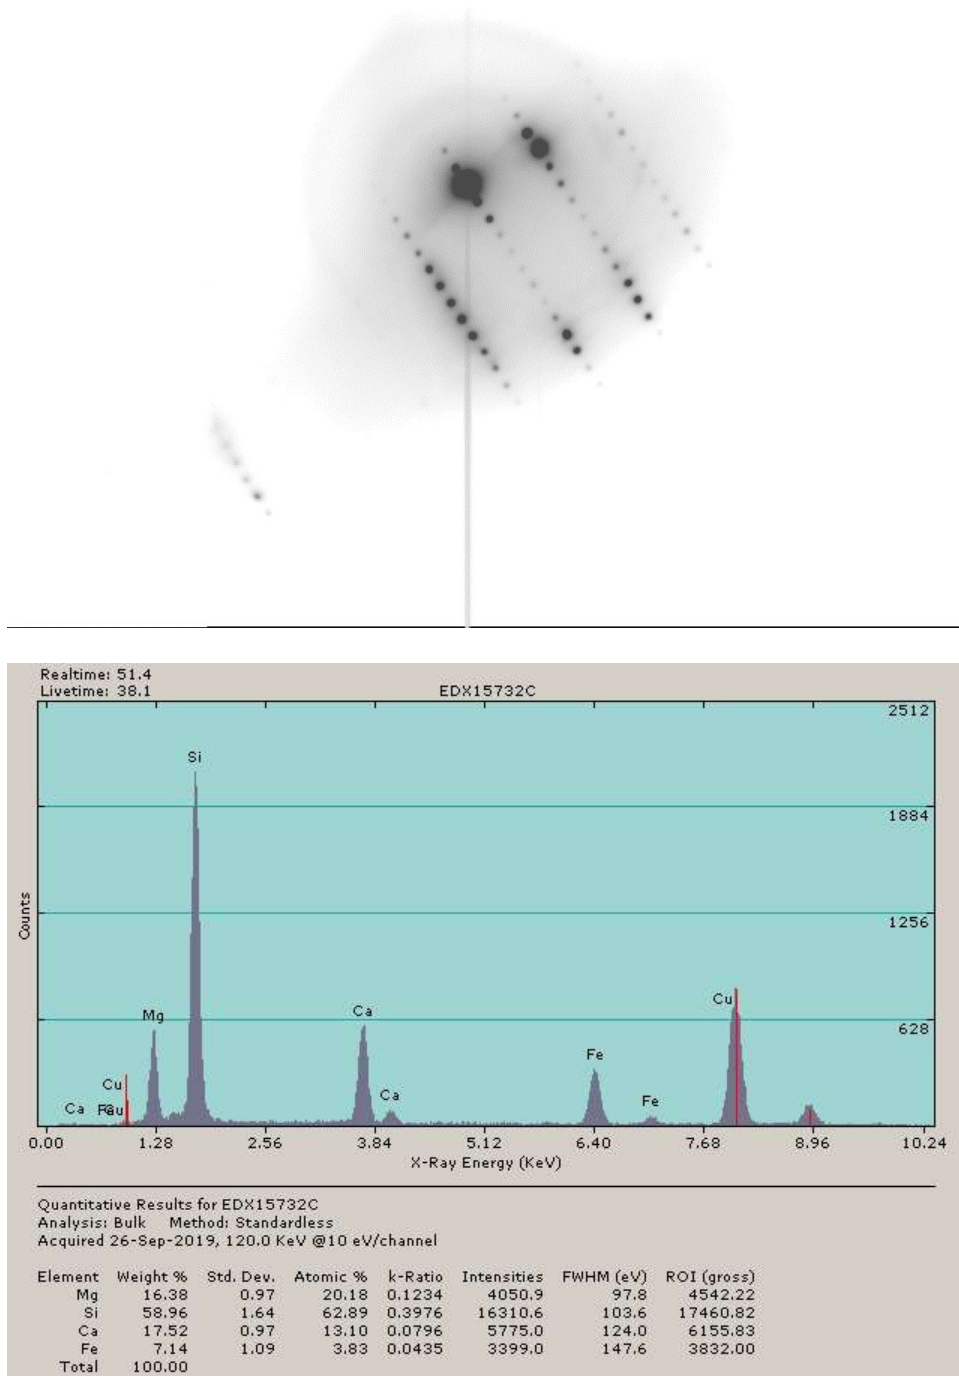 Realtime: 51.4
Livetime: 38.1
EDX15732C
2512
Si
1884
Counts
1256
Mg
Ca
Cu
628
Fe
Cu
Ca
Fe
Ca
0.00 1.28 2.56 3.84 5.12 6.40 7.68 8.96 10.24
X-Ray Energy (KeV)
Quantitative Results for EDX15732C
Analysis: Bulk Method: Standardless
Acquired 26-Sep-2019, 120.0 KeV @10 eV/channel
Element Weight % Std. Dev. Atomic % k-Ratio Intensities FWHM (eV) ROI (gross)
Mg 16.38 0.97 20.18 0.1234 4050.9 97.8 4542.22
Si 58.96 1.64 62.89 0.3976 16310.6 103.6 17460.82
Ca 17.52 0.97 13.10 0.0796 5775.0 124.0 6155.83
Fe 7.14 1.09 3.83 0.0435 3399.0 147.6 3832.00
Total 100.00